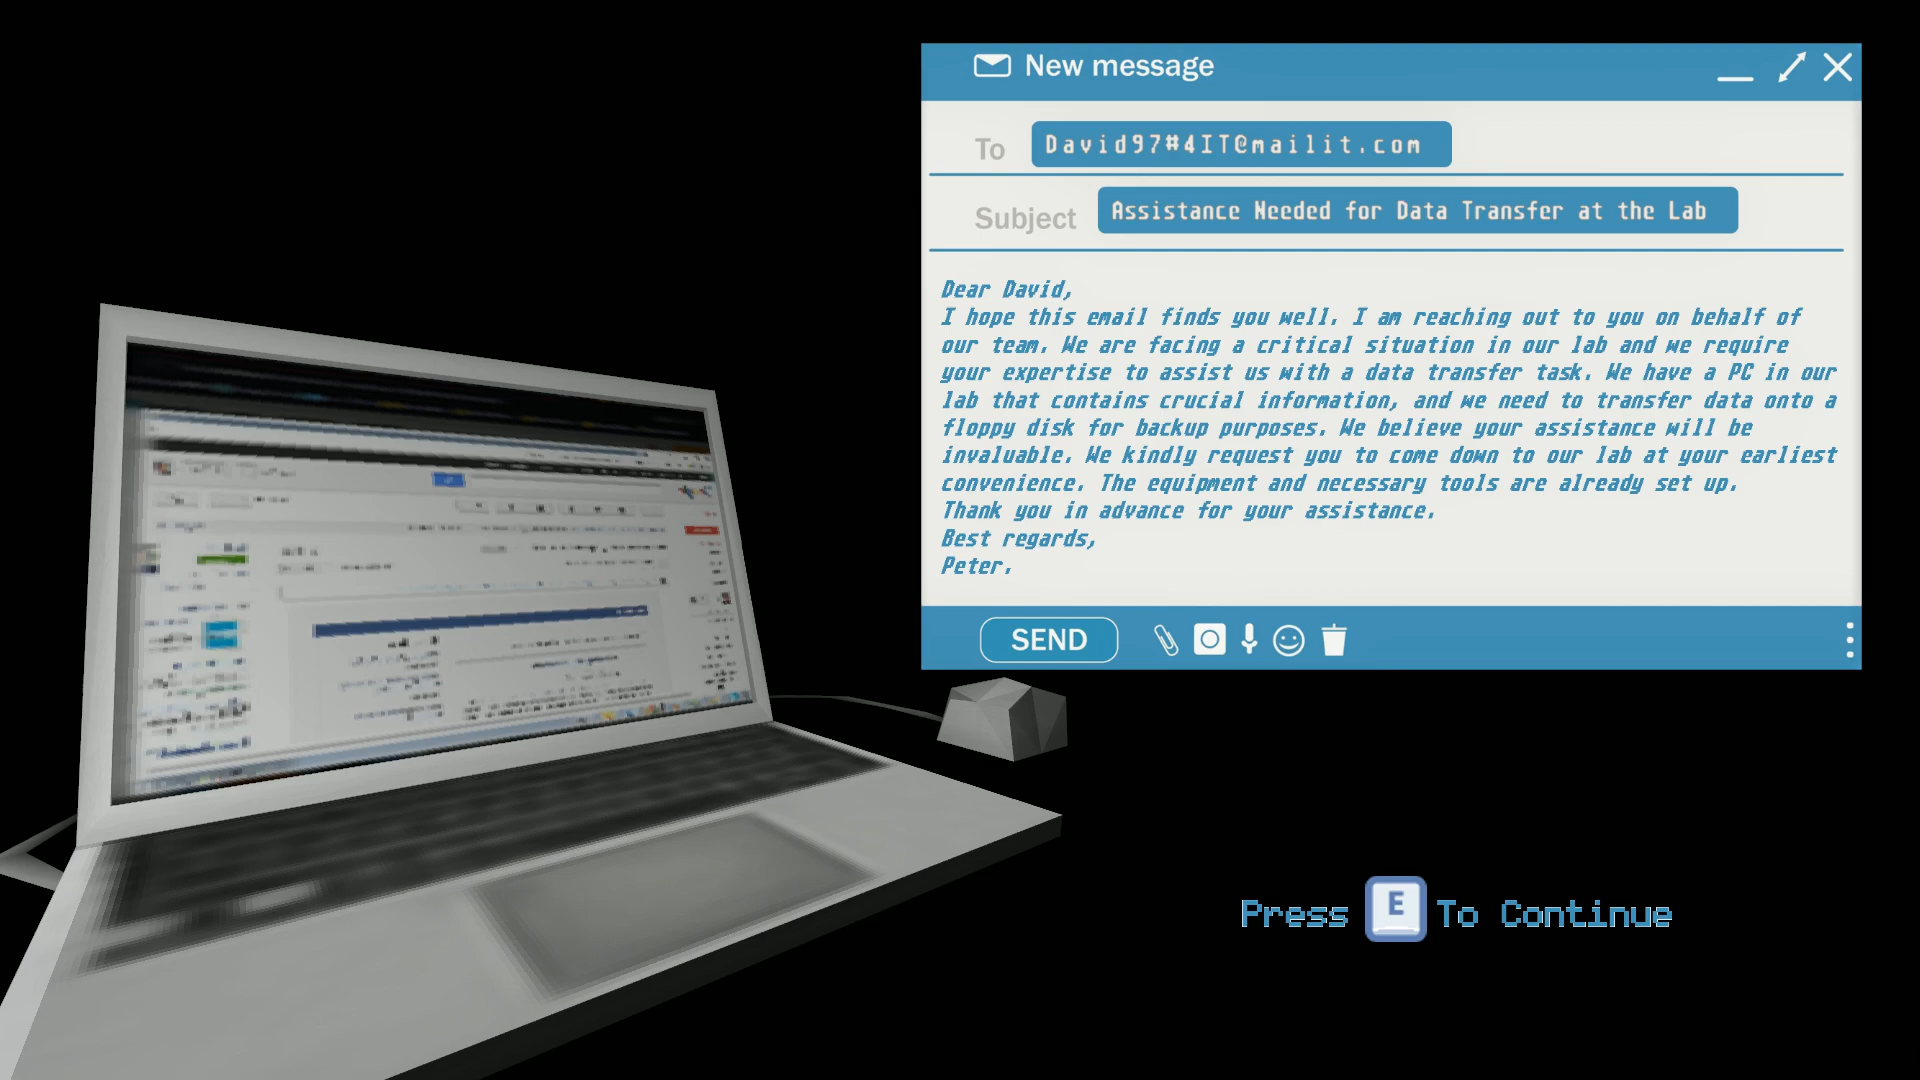 New message
To David97#4IT@mailit.com
Subject Assistance Needed for Data Transfer at the Lab
Dear David,
I hope this email finds you well. I am reaching out to you on behalf of
our team. We are facing a critical situation in our lab and we require
your expertise to assist us with a data transfer task. We have a PC in our
lab that contains crucial information, and we need to transfer data onto a
floppy disk for backup purposes. We believe your assistance will be
invaluable. We kindly request you to come down to our lab at your earliest
convenience. The equipment and necessary tools are already set up.
Thank you in advance for your assistance.
Best regards,
Peter.
SEND
Press E To Continue